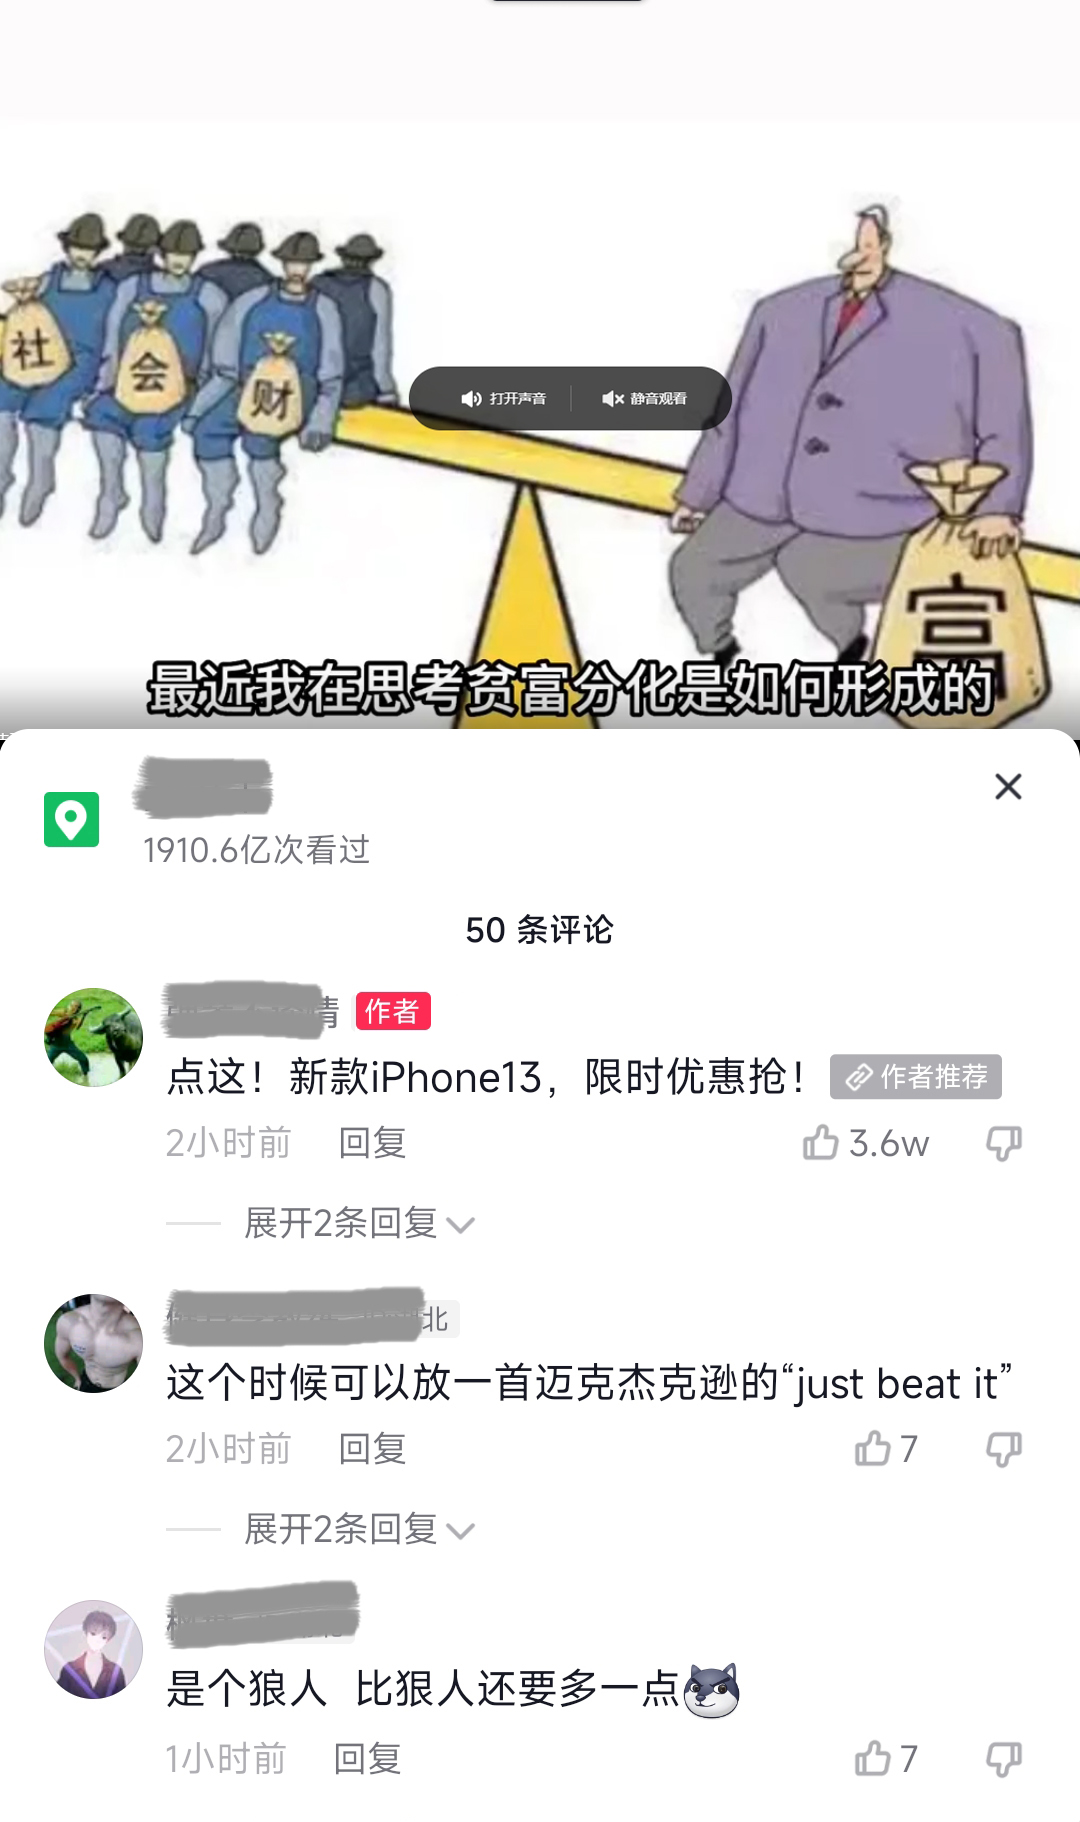 社
会
财
富
打开声音 静音观看
最近我在思考贫富分化是如何形成的
1910.6亿次看过
50 条评论
情 作者
点这！新款iPhone13，限时优惠抢！ 作者推荐
2小时前 回复 3.6w
展开2条回复
北
这个时候可以放一首迈克杰克逊的“just beat it”
2小时前 回复 7
展开2条回复
是个狼人 比狠人还要多一点
1小时前 回复 7